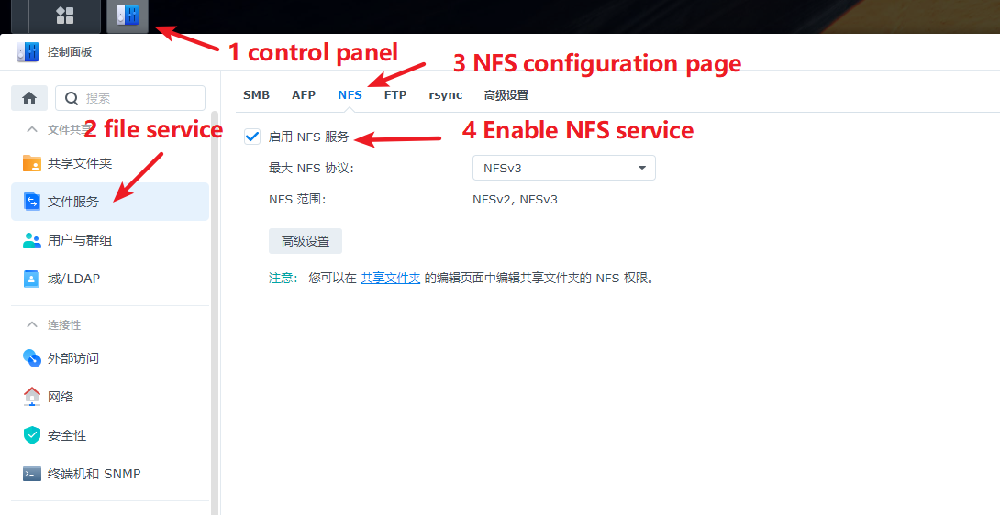 1 control panel
控制面板
3 NFS configuration page
搜索
SMB AFP NFS FTP rsync 高级设置
文件共享
2 file service
启用 NFS 服务
4 Enable NFS service
共享文件夹
最大 NFS 协议:
NFSv3
文件服务
NFS 范围:
NFSv2, NFSv3
用户与群组
高级设置
域/LDAP
注意: 您可以在 共享文件夹 的编辑页面中编辑共享文件夹的 NFS 权限。
连接性
外部访问
网络
安全性
终端机和 SNMP